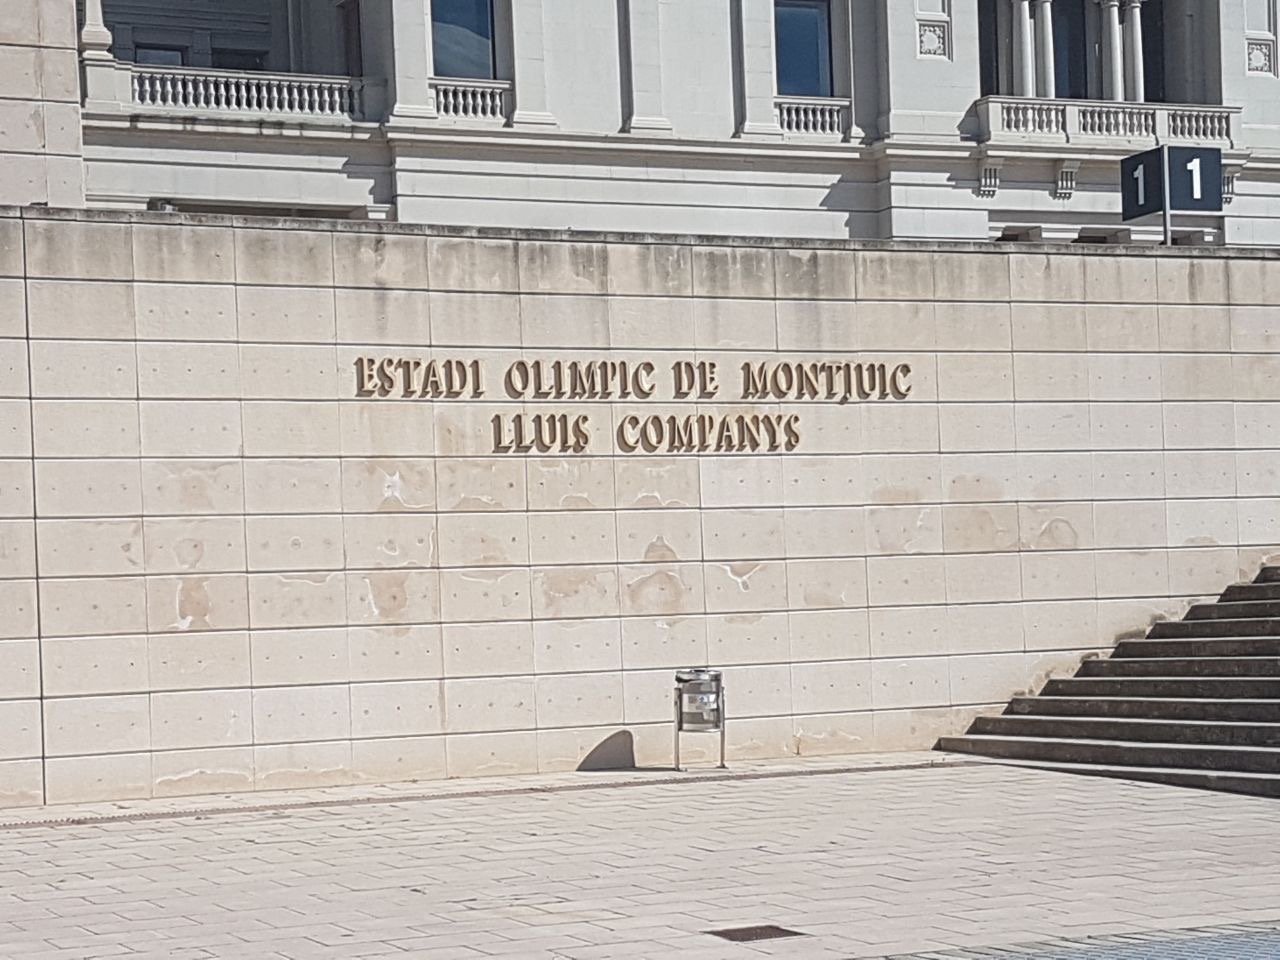 1 1
ESTADI OLIMPIC DE MONTJUIC
LLUIS COMPANYS